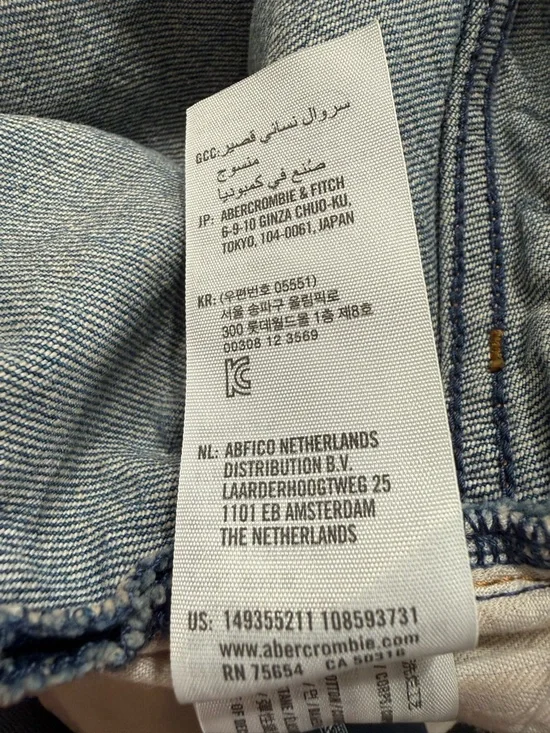 GCC: سروال نسائي قصير
منسوج
صُنع في كمبوديا
JP: ABERCROMBIE & FITCH
6-9-10 GINZA CHUO-KU,
TOKYO, 104-0061, JAPAN
KR: (우편번호 05551)
서울 송파구 올림픽로
300 롯데월드몰 1층 제8호
00308 12 3569
NL: ABFICO NETHERLANDS
DISTRIBUTION B.V.
LAARDERHOOGTWEG 25
1101 EB AMSTERDAM
THE NETHERLANDS
US: 149355211 108593731
www.abercrombie.com
RN 75654 CA 50316